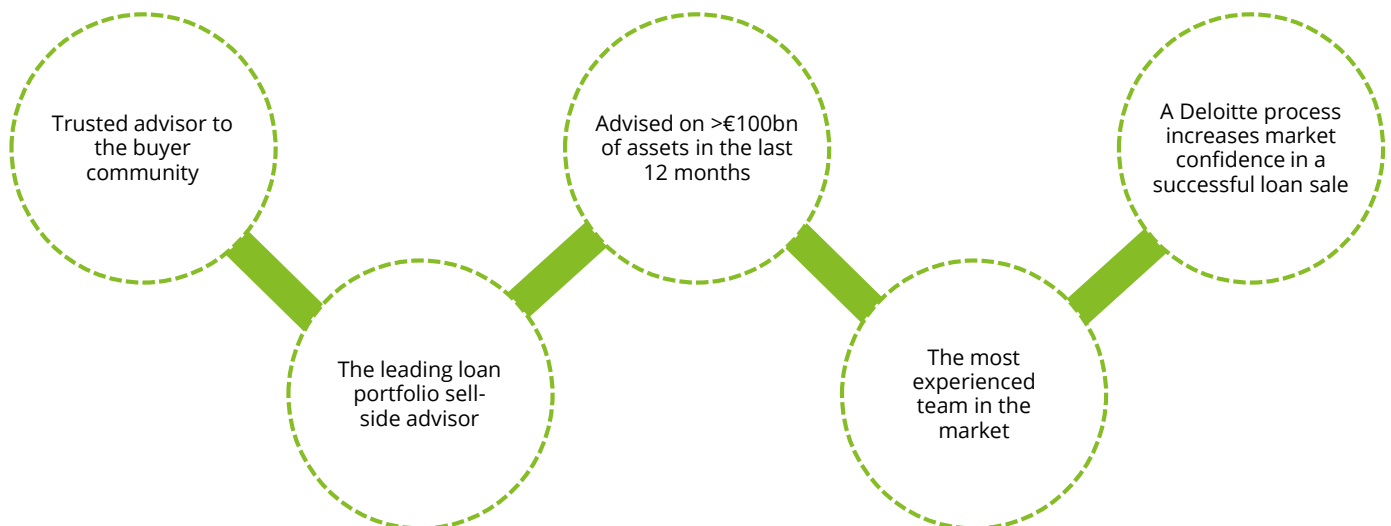 Trusted advisor to
the buyer
community
The leading loan
portfolio sell-
side advisor
Advised on >€100bn
of assets in the last
12 months
The most
experienced
team in the
market
A Deloitte process
increases market
confidence in a
successful loan sale